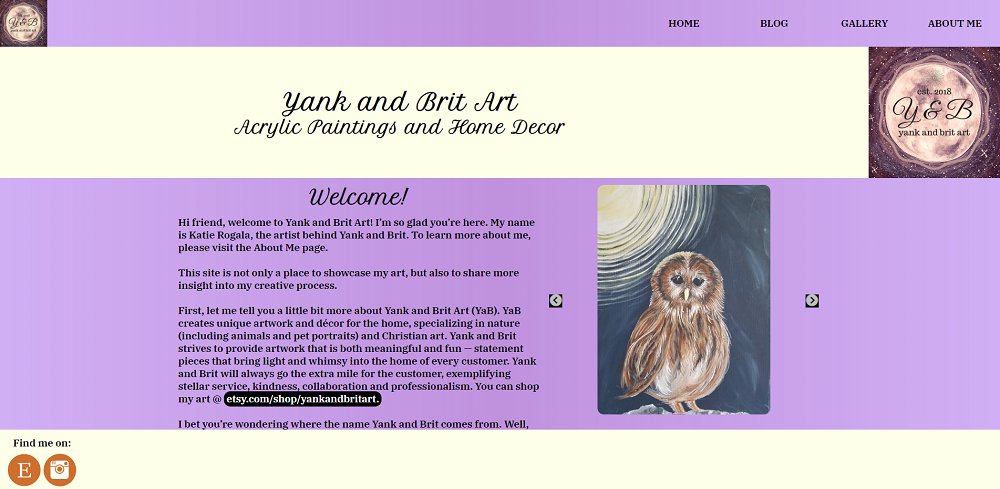 HOME BLOG GALLERY ABOUT ME
Yank and Brit Art
Acrylic Paintings and Home Decor
est. 2018
Y & B
yank and brit art
Welcome!
Hi friend, welcome to Yank and Brit Art! I'm so glad you're here. My name
is Katie Rogala, the artist behind Yank and Brit. To learn more about me,
please visit the About Me page.
This site is not only a place to showcase my art, but also to share more
insight into my creative process.
First, let me tell you a little bit more about Yank and Brit Art (YaB). YaB
creates unique artwork and décor for the home, specializing in nature
(including animals and pet portraits) and Christian art. Yank and Brit
strives to provide artwork that is both meaningful and fun — statement
pieces that bring light and whimsy into the home of every customer. Yank
and Brit will always go the extra mile for the customer, exemplifying
stellar service, kindness, collaboration and professionalism. You can shop
my art @ etsy.com/shop/yankandbritart.
I bet you're wondering where the name Yank and Brit comes from. Well,
Find me on:
E